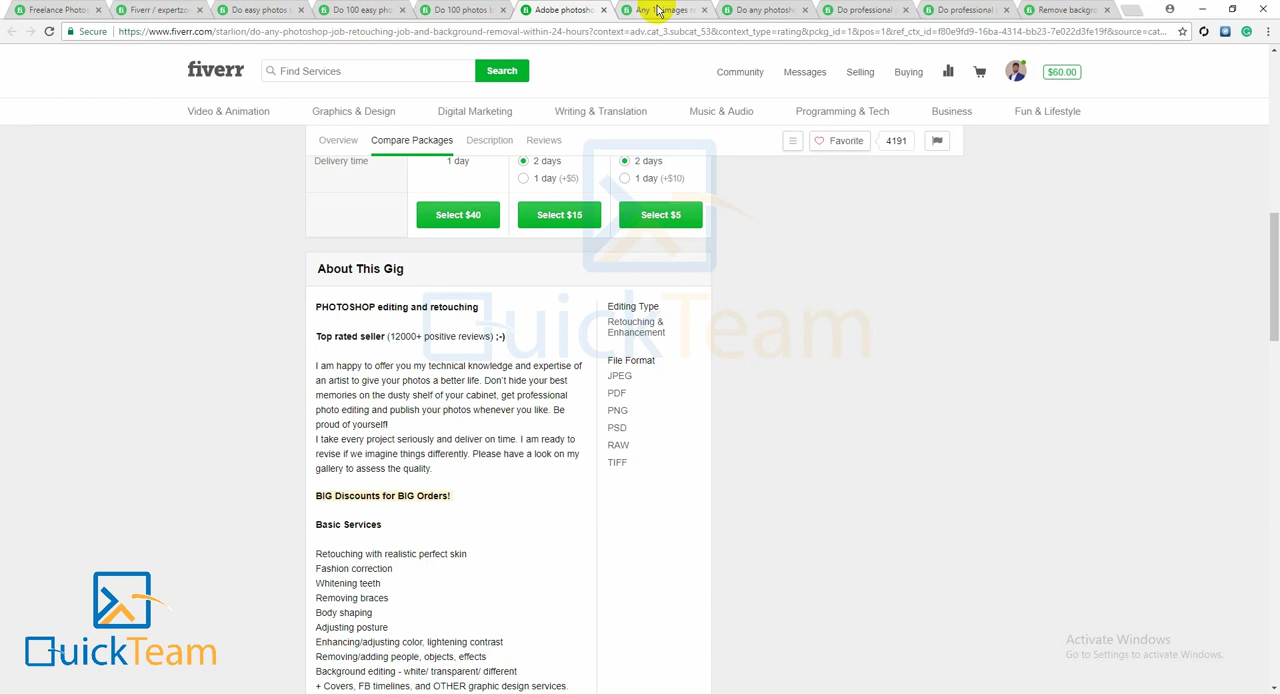 Freelance Photos
Fiverr / expertzo
Do easy photos
Do 100 easy pho
Do 100 photos
Adobe photosho
Any images re
Do any photosh
Do professional
Do professional
Remove backgro
Secure
https://www.fiverr.com/starlion/do-any-photoshop-job-retouching-job-and-background-removal-within-24-hours?context=adv.cat_3.subcat_53&context_type=rating&pckg_id=1&pos=1&ref_ctx_id=f80e9fd9-16ba-4314-bb23-7e022d3fe19f&source=cat...
fiverr
Find Services
Search
Community
Messages
Selling
Buying
$60.00
Video & Animation
Graphics & Design
Digital Marketing
Writing & Translation
Music & Audio
Programming & Tech
Business
Fun & Lifestyle
Overview
Compare Packages
Description
Reviews
Favorite
4191
Delivery time
1 day
2 days
2 days
1 day (+$5)
1 day (+$10)
Select $40
Select $15
Select $5
About This Gig
PHOTOSHOP editing and retouching
Top rated seller (12000+ positive reviews) ;-)
I am happy to offer you my technical knowledge and expertise of
an artist to give your photos a better life. Don't hide your best
memories on the dusty shelf of your cabinet, get professional
photo editing and publish your photos whenever you like. Be
proud of yourself!
I take every project seriously and deliver on time. I am ready to
revise if we imagine things differently. Please have a look on my
gallery to assess the quality.
BIG Discounts for BIG Orders!
Basic Services
Retouching with realistic perfect skin
Fashion correction
Whitening teeth
Removing braces
Body shaping
Adjusting posture
Enhancing/adjusting color, lightening contrast
Removing/adding people, objects, effects
Background editing - white/ transparent/ different
+ Covers, FB timelines, and OTHER graphic design services.
Editing Type
Retouching &
Enhancement
File Format
JPEG
PDF
PNG
PSD
RAW
TIFF
QuickTeam
QuickTeam
Activate Windows
Go to Settings to activate Windows.